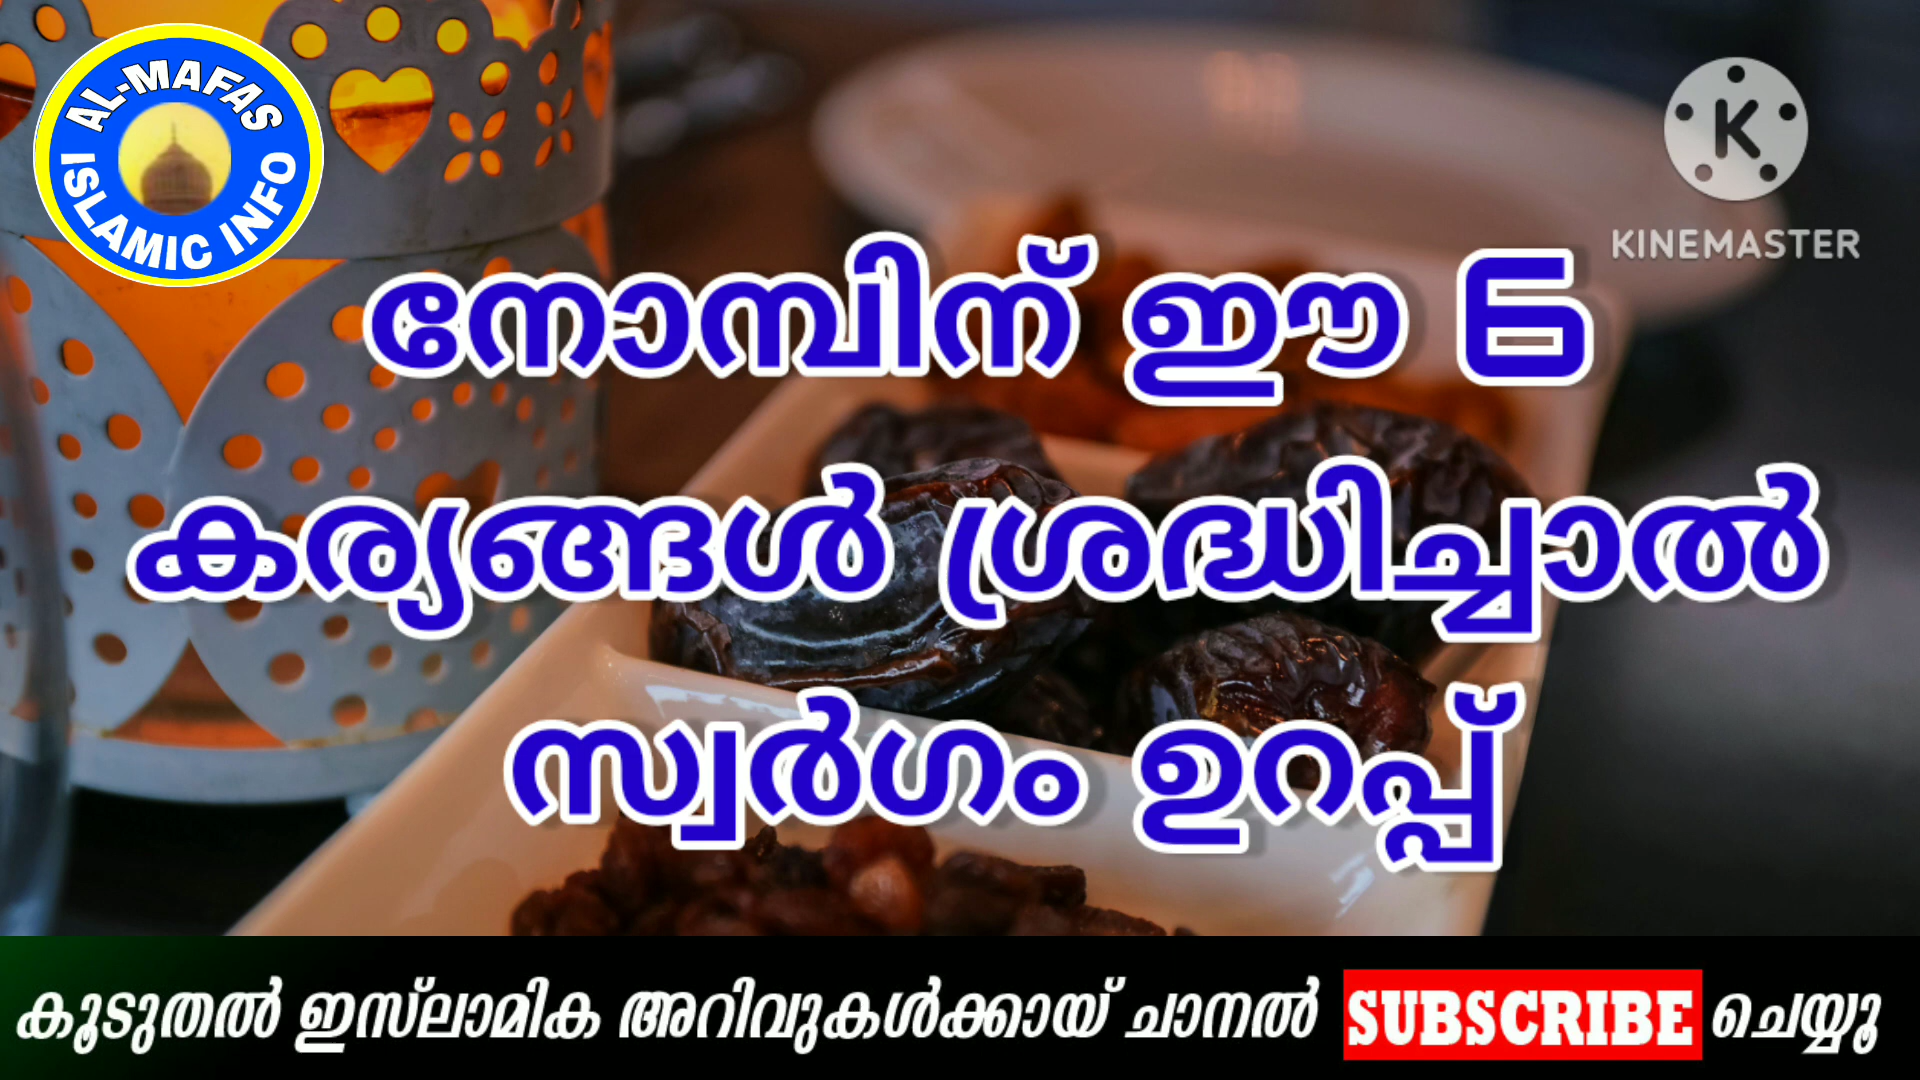 AL-MAFAS
ISLAMIC INFO
K
KINEMASTER
നോമ്പിന് ഈ 6
കര്യങ്ങൾ ശ്രദ്ധിച്ചാൽ
സ്വർഗം ഉറപ്പ്
കൂടുതൽ ഇസ്ലാമിക അറിവുകൾക്കായ് ചാനൽ SUBSCRIBE ചെയ്യൂ